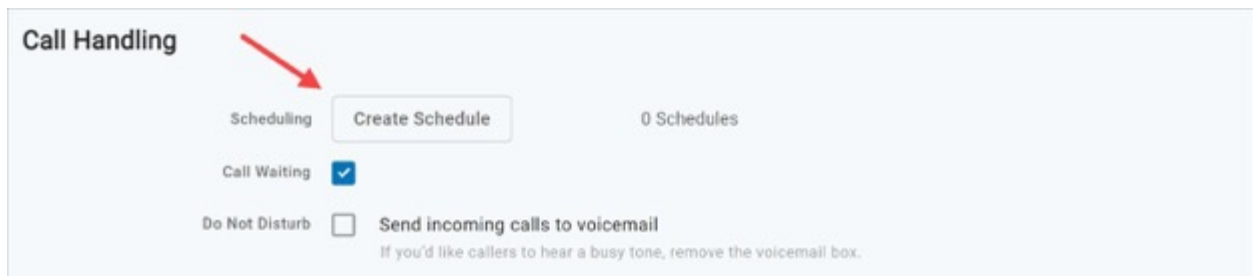 Call Handling
Scheduling Create Schedule 0 Schedules
Call Waiting
Do Not Disturb Send incoming calls to voicemail
If you'd like callers to hear a busy tone, remove the voicemail box.